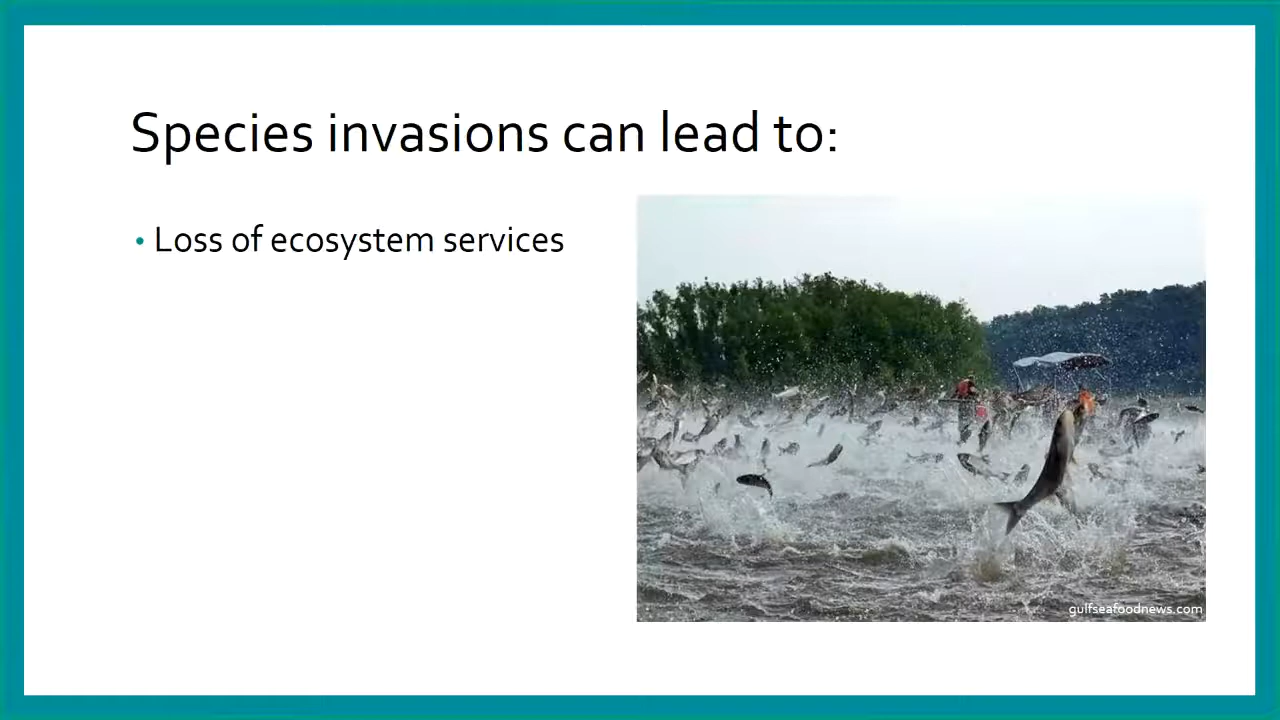 Species invasions can lead to:
• Loss of ecosystem services
gulfseafoodnews.com